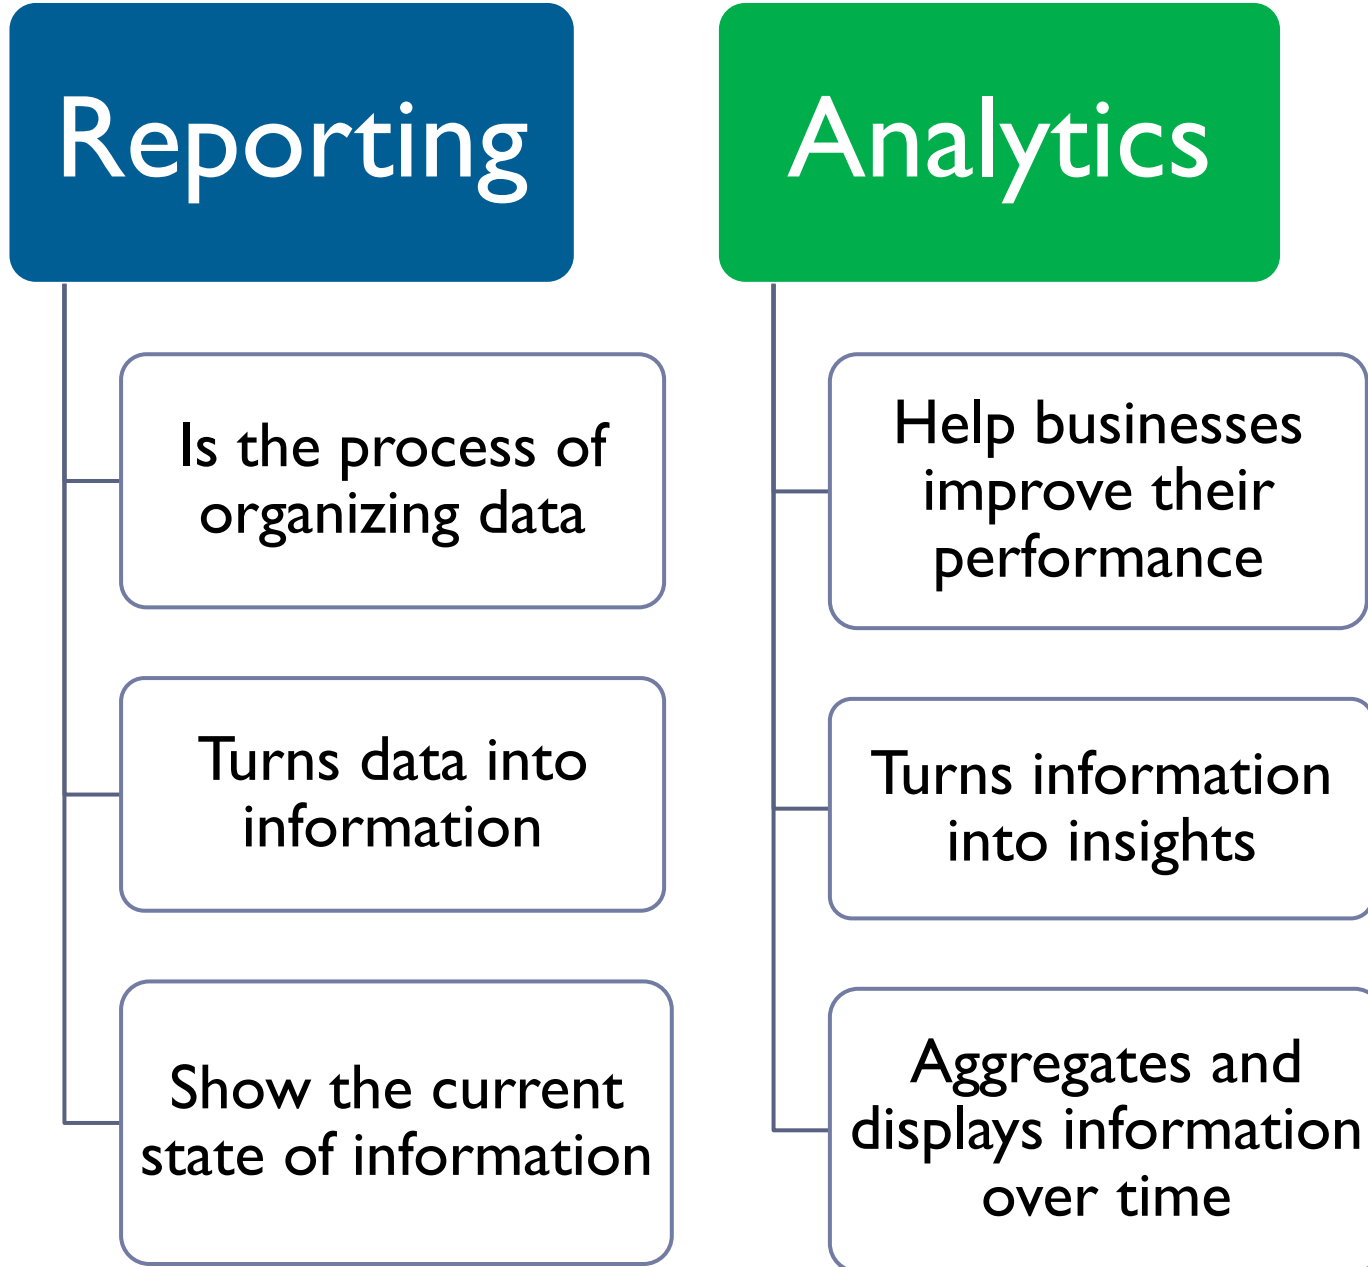 Reporting
Is the process of
organizing data
Turns data into
information
Show the current
state of information
Analytics
Help businesses
improve their
performance
Turns information
into insights
Aggregates and
displays information
over time